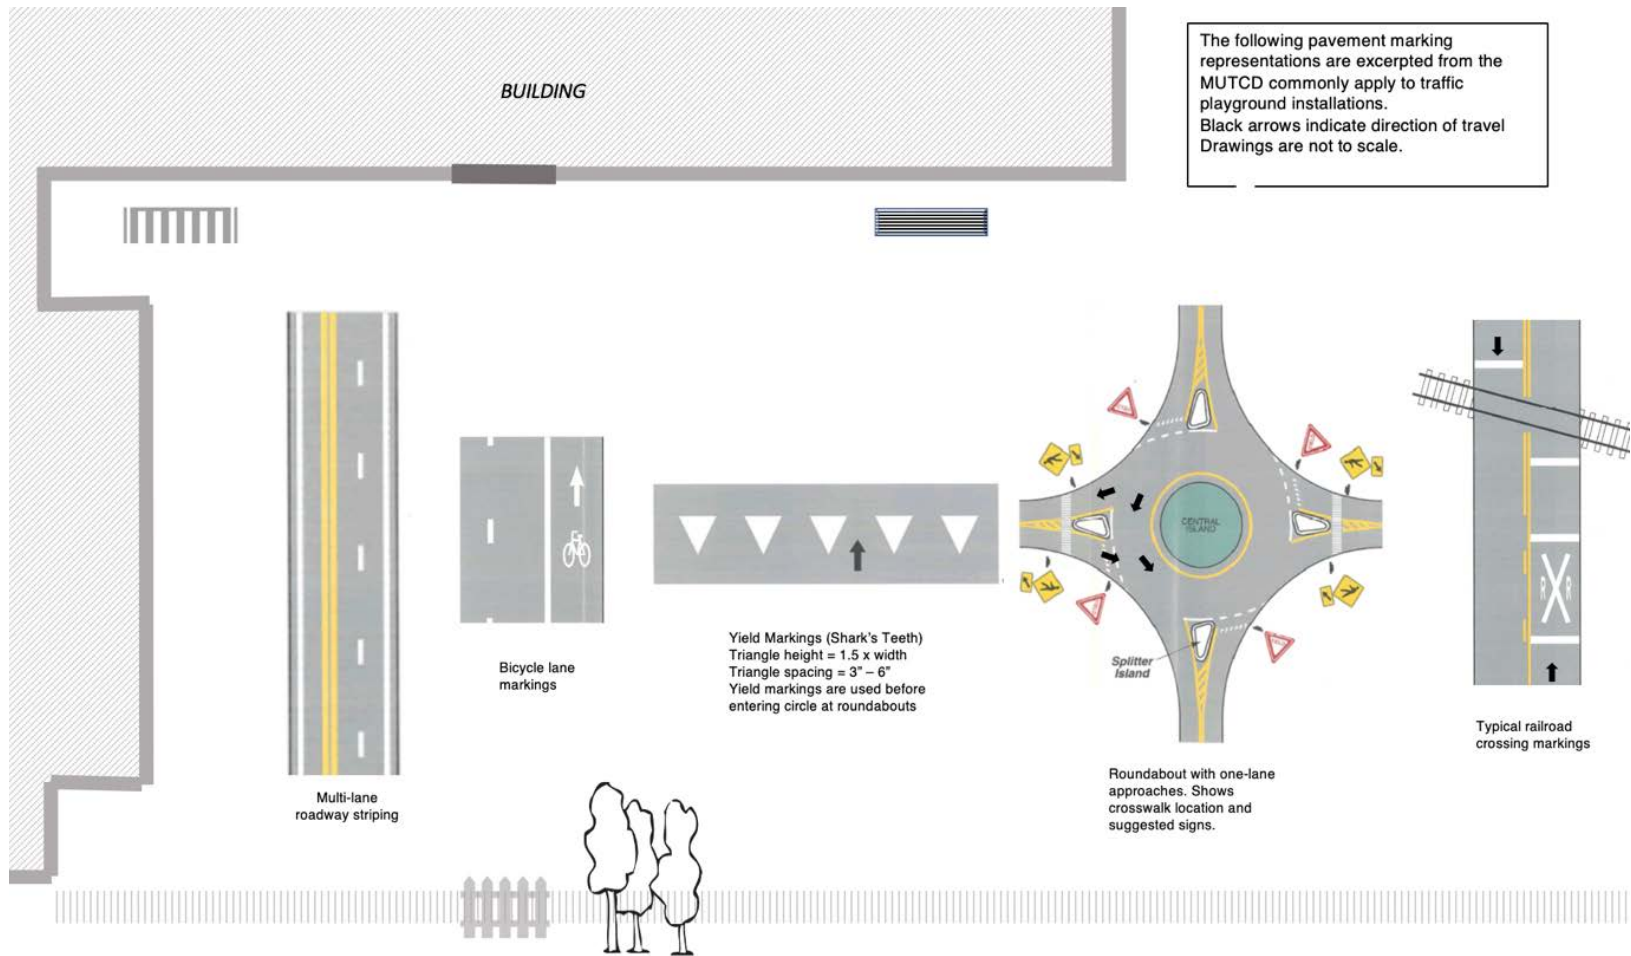 The following pavement marking
representations are excerpted from the
MUTCD commonly apply to traffic
playground installations.
Black arrows indicate direction of travel
Drawings are not to scale.
BUILDING
CENTRAL
ISLAND
Splitter
Island
Multi-lane
roadway striping
Bicycle lane
markings
Yield Markings (Shark's Teeth)
Triangle height = 1.5 x width
Triangle spacing = 3" – 6"
Yield markings are used before
entering circle at roundabouts
Roundabout with one-lane
approaches. Shows
crosswalk location and
suggested signs.
R R
Typical railroad
crossing markings